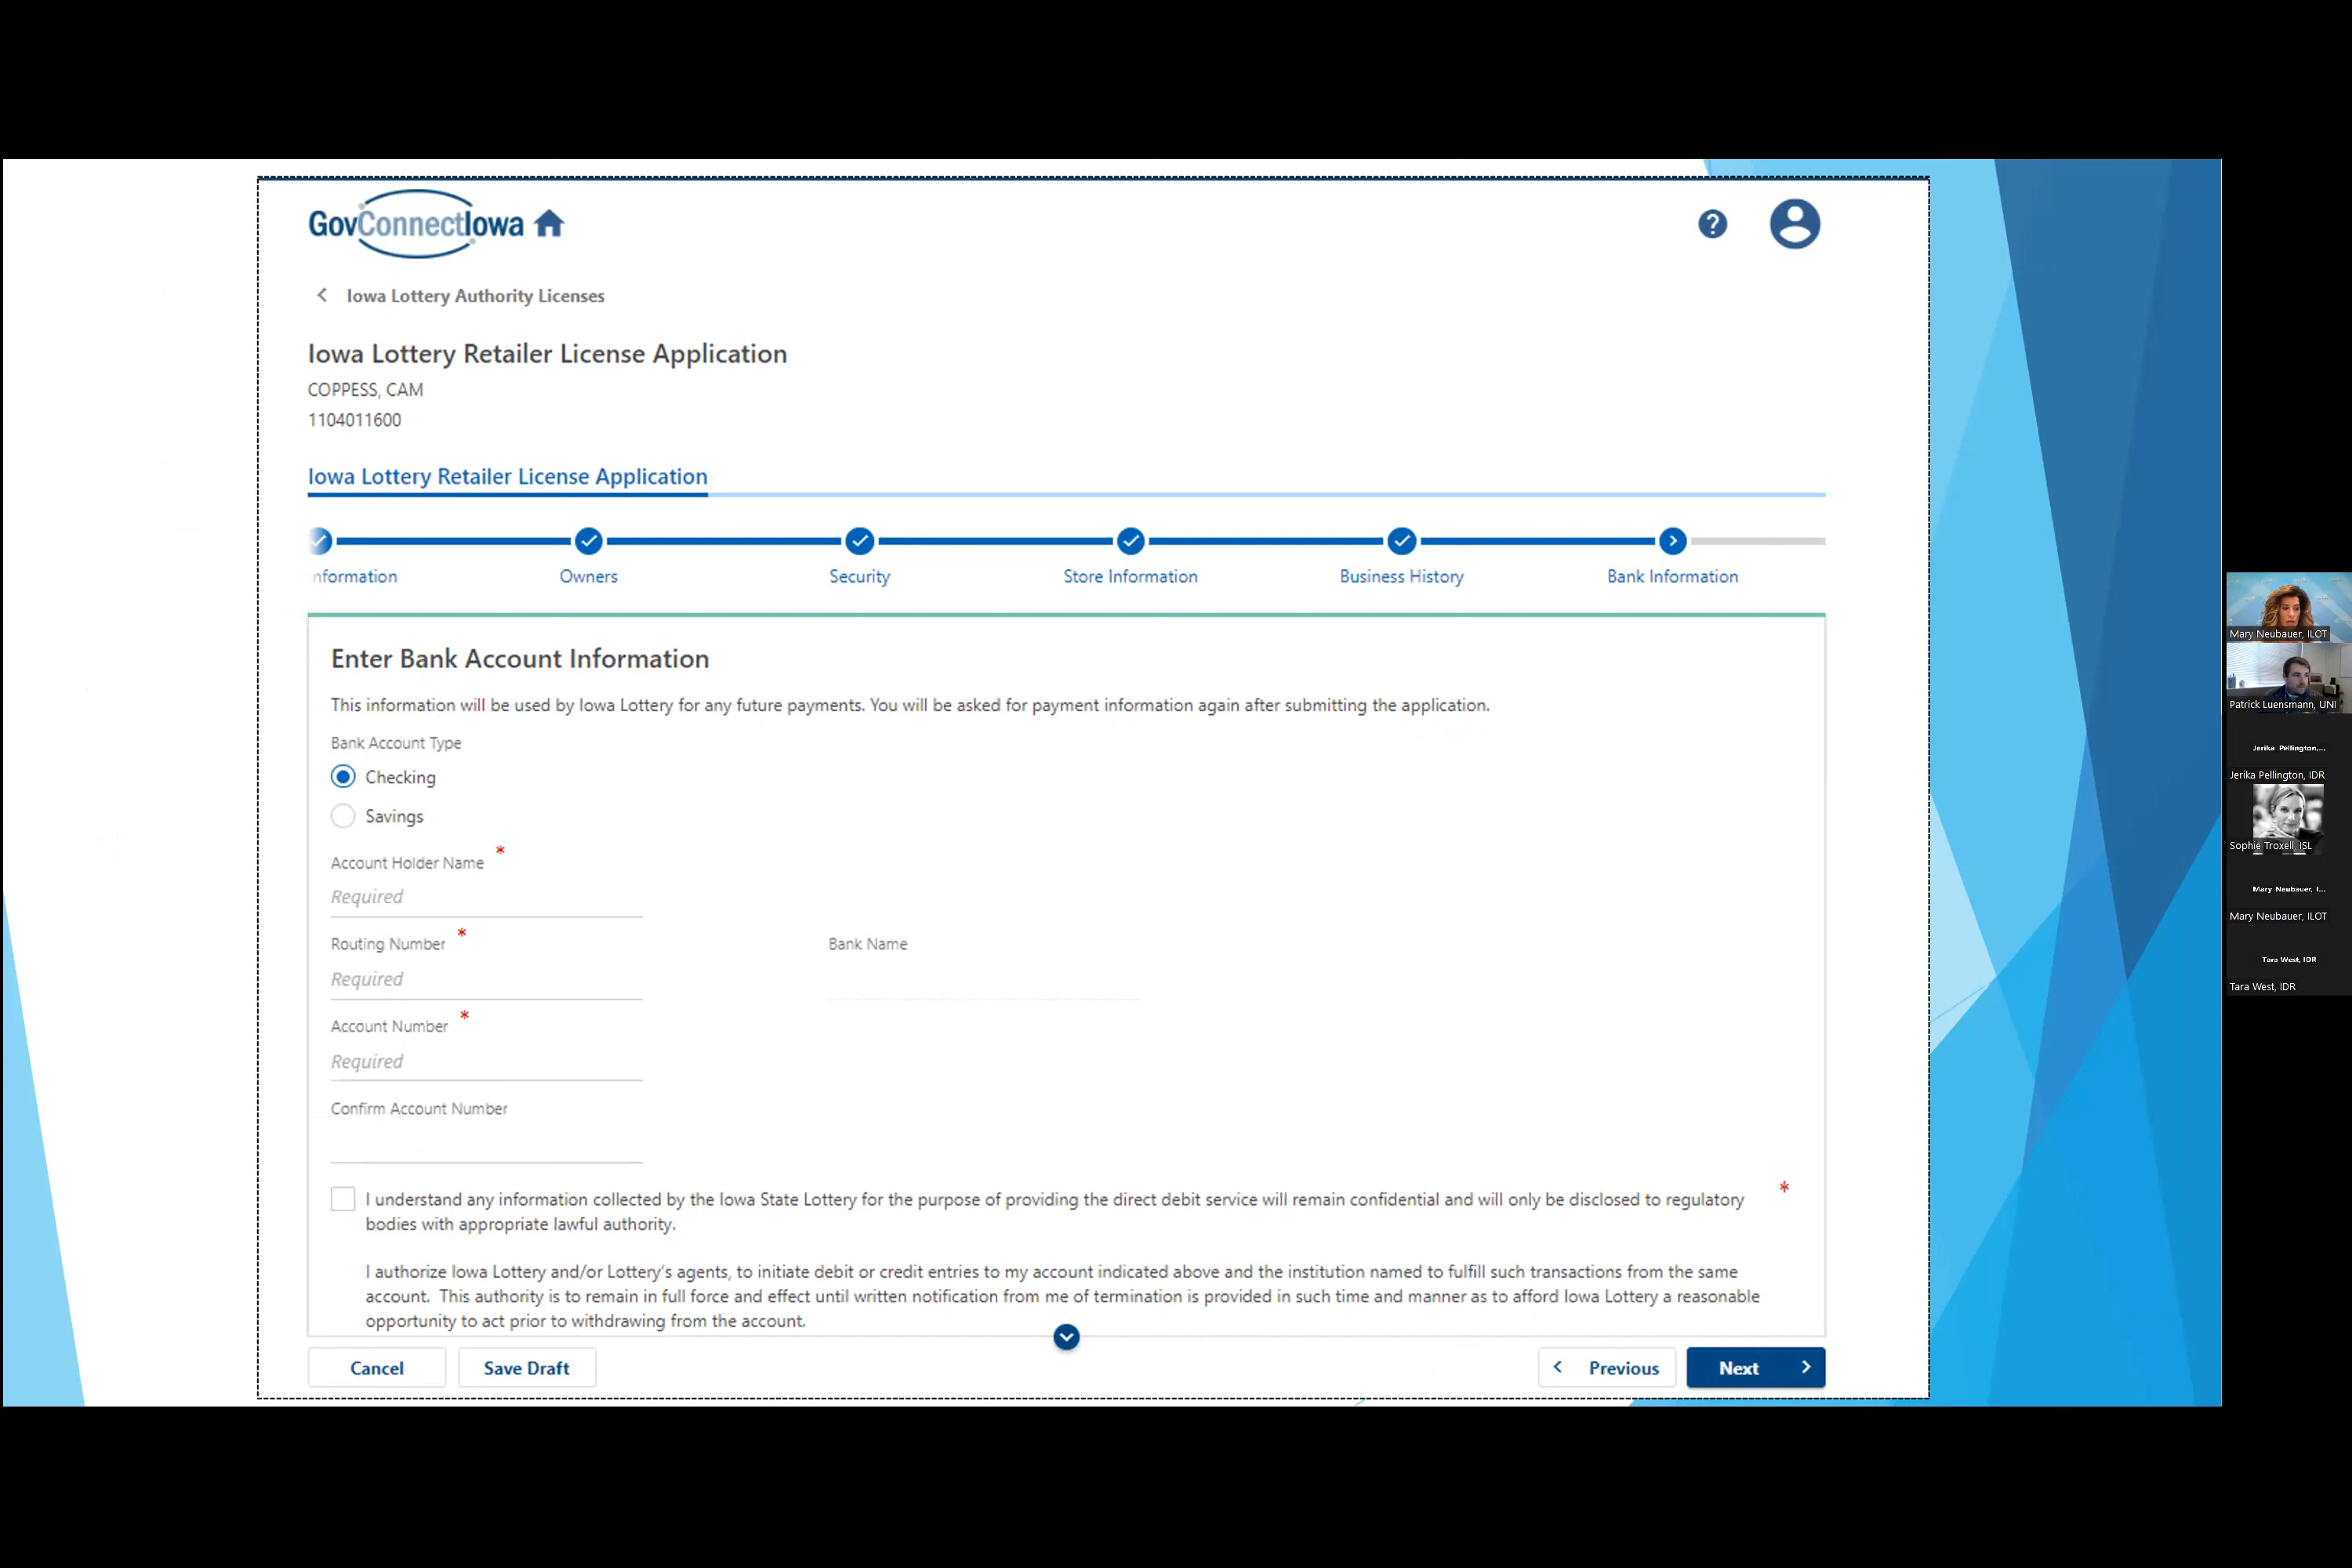 GovConnectIowa
?
Iowa Lottery Authority Licenses
Iowa Lottery Retailer License Application
COPPESS, CAM
1104011600
Iowa Lottery Retailer License Application
nformation
Owners
Security
Store Information
Business History
Bank Information
Enter Bank Account Information
This information will be used by Iowa Lottery for any future payments. You will be asked for payment information again after submitting the application.
Bank Account Type
Checking
Savings
Account Holder Name *
Required
Routing Number *
Bank Name
Required
Account Number *
Required
Confirm Account Number
I understand any information collected by the Iowa State Lottery for the purpose of providing the direct debit service will remain confidential and will only be disclosed to regulatory *
bodies with appropriate lawful authority.
I authorize Iowa Lottery and/or Lottery's agents, to initiate debit or credit entries to my account indicated above and the institution named to fulfill such transactions from the same
account. This authority is to remain in full force and effect until written notification from me of termination is provided in such time and manner as to afford Iowa Lottery a reasonable
opportunity to act prior to withdrawing from the account.
Cancel
Save Draft
Previous
Next
Mary Neubauer, ILOT
Patrick Luensmann, UNI
Jerika Pellington,...
Jerika Pellington, IDR
Sophie Troxell, ISL
Mary Neubauer, I...
Mary Neubauer, ILOT
Tara West, IDR
Tara West, IDR